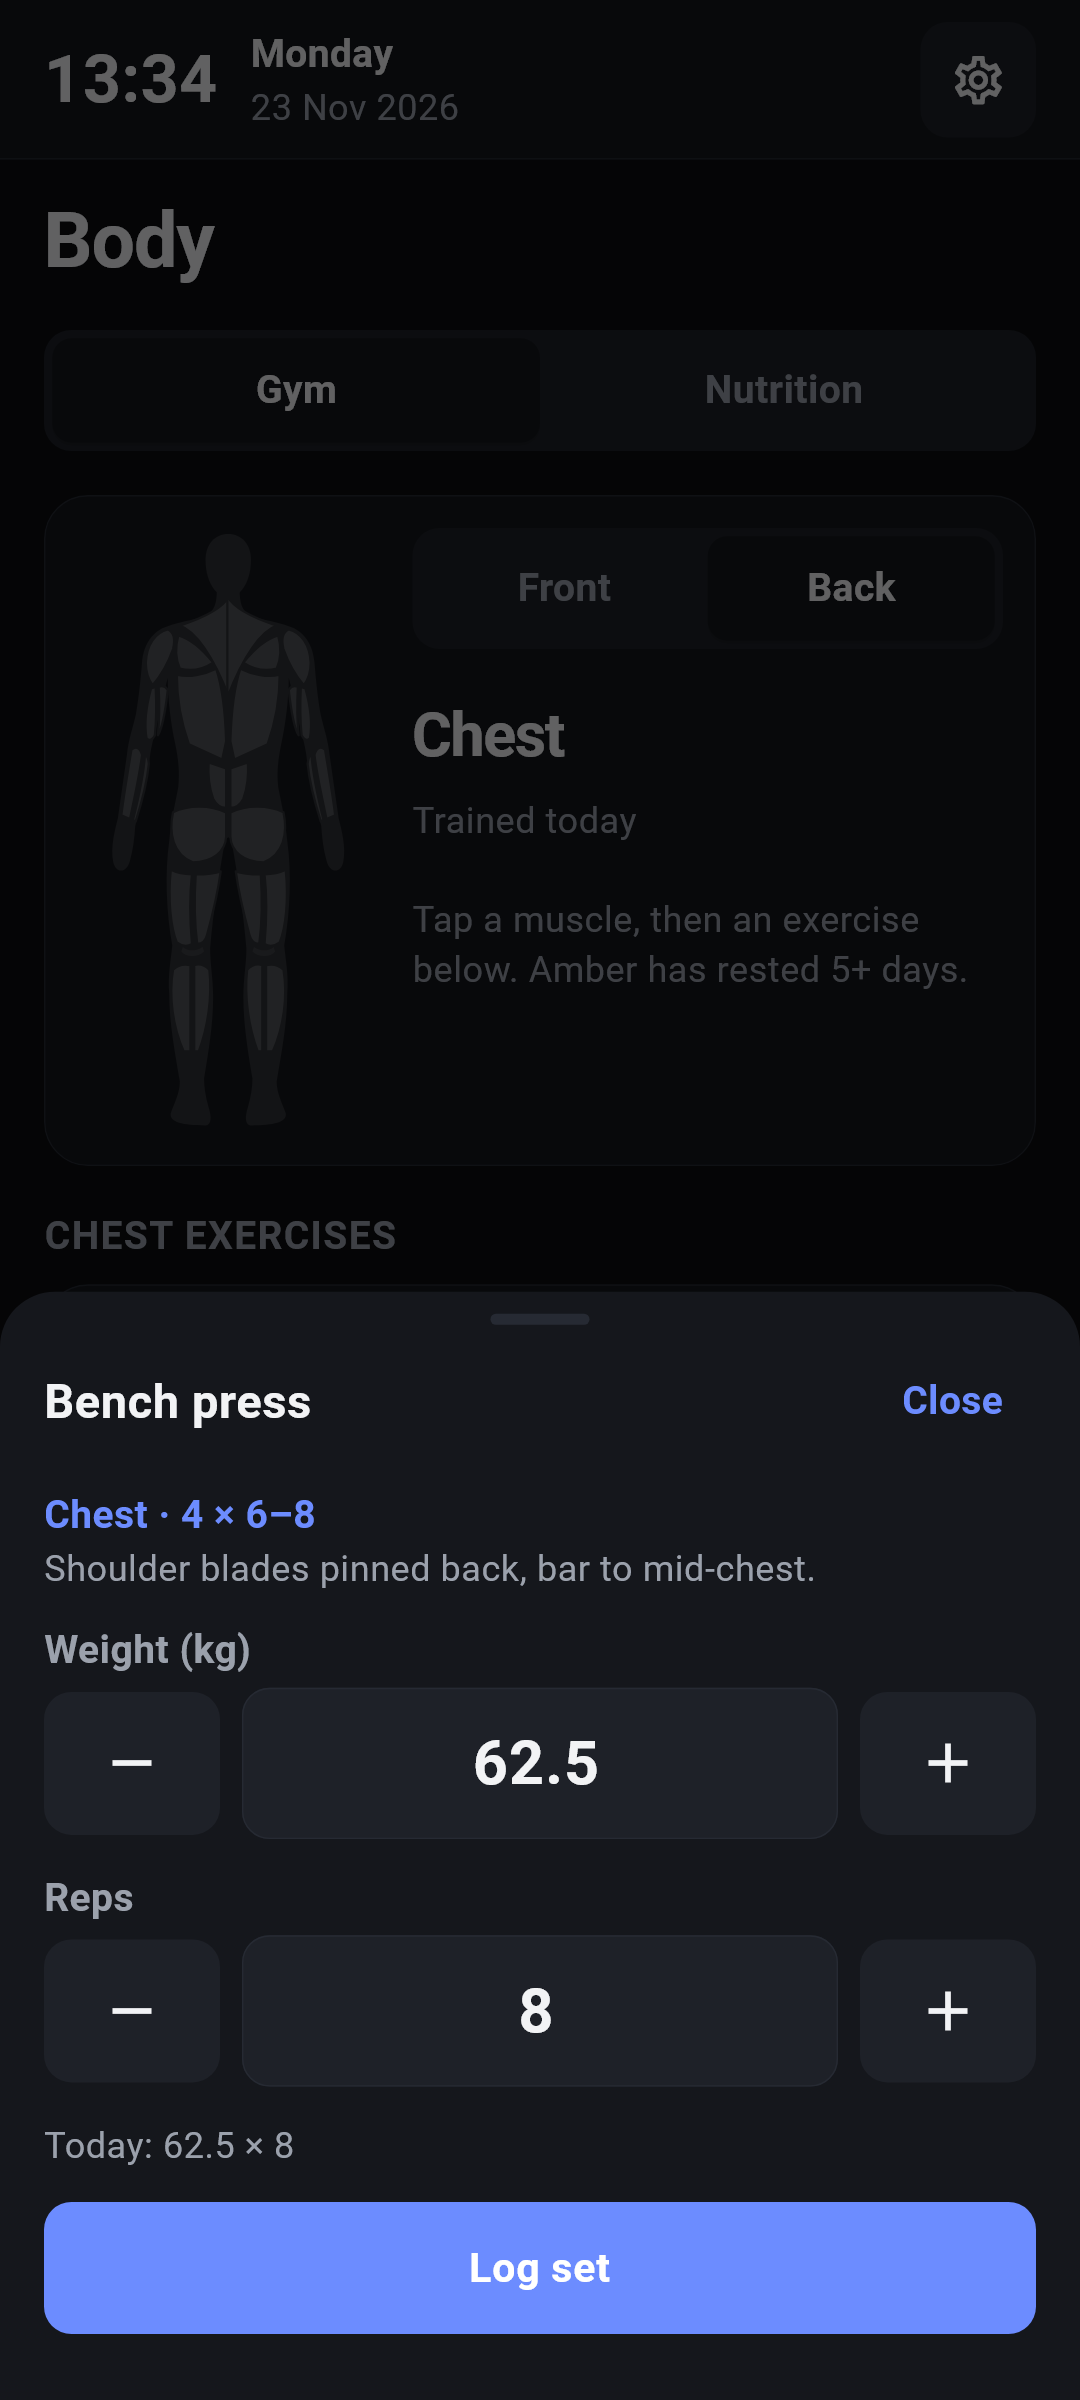 13:34
Monday
23 Nov 2026
Body
Gym
Nutrition
Front
Back
Chest
Trained today
Tap a muscle, then an exercise
below. Amber has rested 5+ days.
CHEST EXERCISES
Bench press
Close
Chest · 4 × 6–8
Shoulder blades pinned back, bar to mid-chest.
Weight (kg)
62.5
Reps
8
Today: 62.5 × 8
Log set